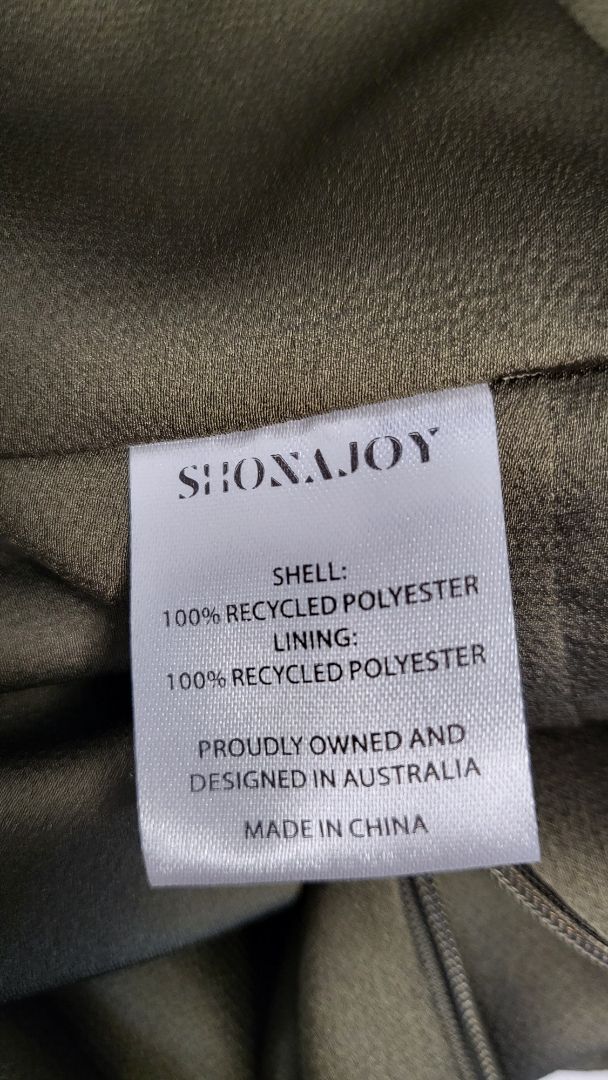 SHONAJOY
SHELL:
100% RECYCLED POLYESTER
LINING:
100% RECYCLED POLYESTER
PROUDLY OWNED AND
DESIGNED IN AUSTRALIA
MADE IN CHINA